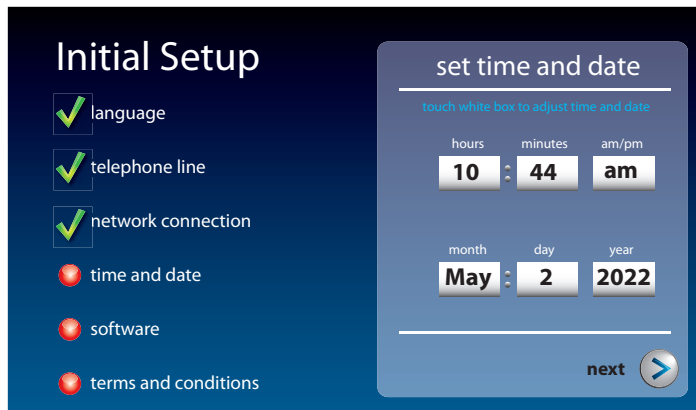 Initial Setup
language
telephone line
network connection
time and date
software
terms and conditions
set time and date
touch white box to adjust time and date
hours minutes am/pm
10 : 44 am
month day year
May : 2 2022
next